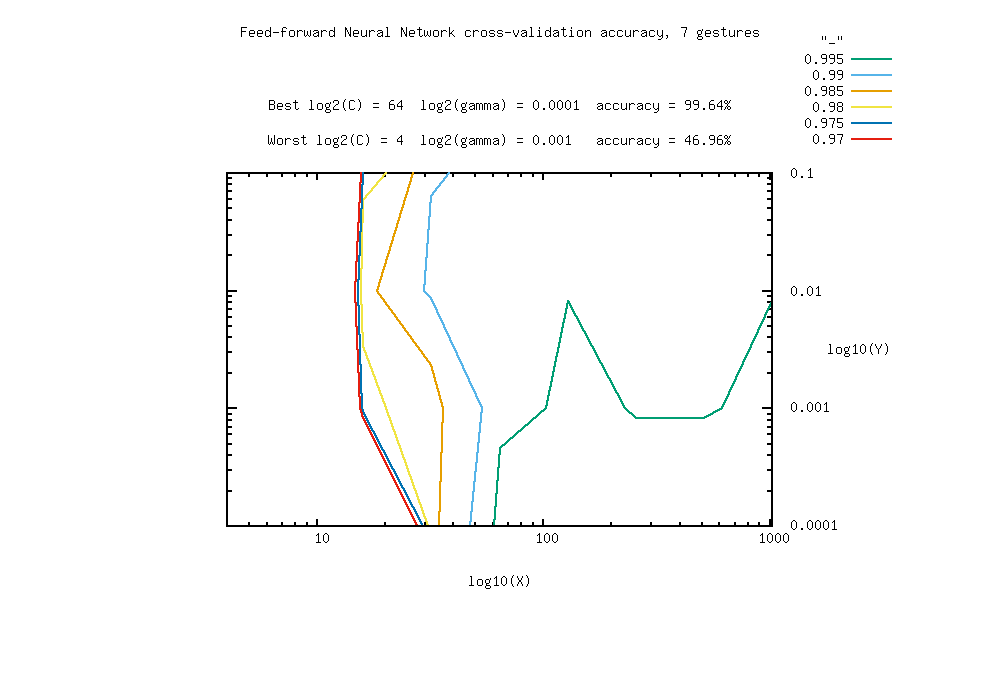 Feed-forward Neural Network cross-validation accuracy, 7 gestures
"_"
0.995
0.99
0.985
0.98
0.975
0.97
Best log2(C) = 64  log2(gamma) = 0.0001  accuracy = 99.64%
Worst log2(C) = 4  log2(gamma) = 0.001   accuracy = 46.96%
0.1
0.01
log10(Y)
0.001
0.0001
10
100
1000
log10(X)